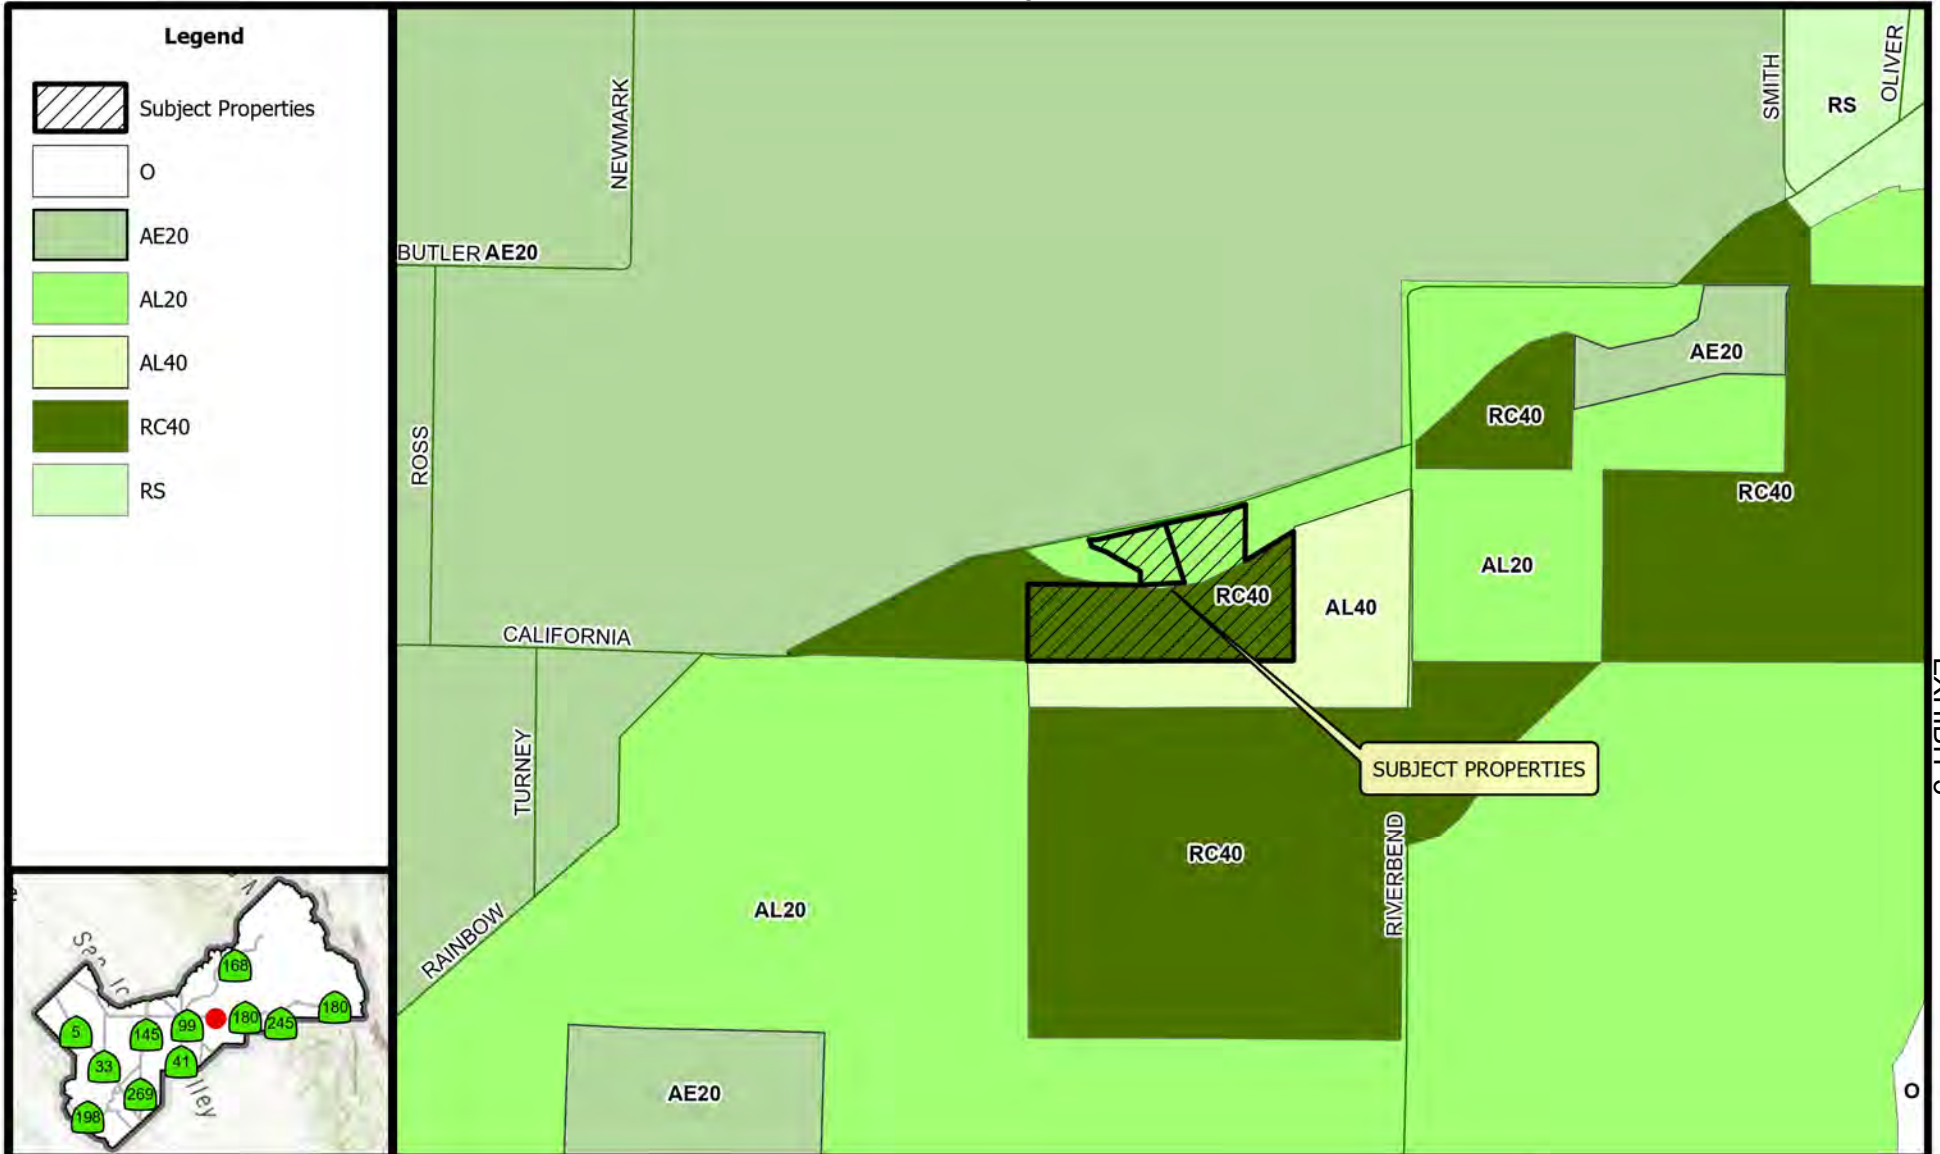 Legend
Subject Properties
O
AE20
AL20
AL40
RC40
RS
NEWMARK
SMITH
OLIVER
RS
BUTLER AE20
AE20
RC40
ROSS
RC40
AL20
RC40
AL40
CALIFORNIA
TURNEY
SUBJECT PROPERTIES
RC40
RIVERBEND
AL20
RAINBOW
AE20
O
168
180
180
245
99
145
5
41
33
269
198
lley